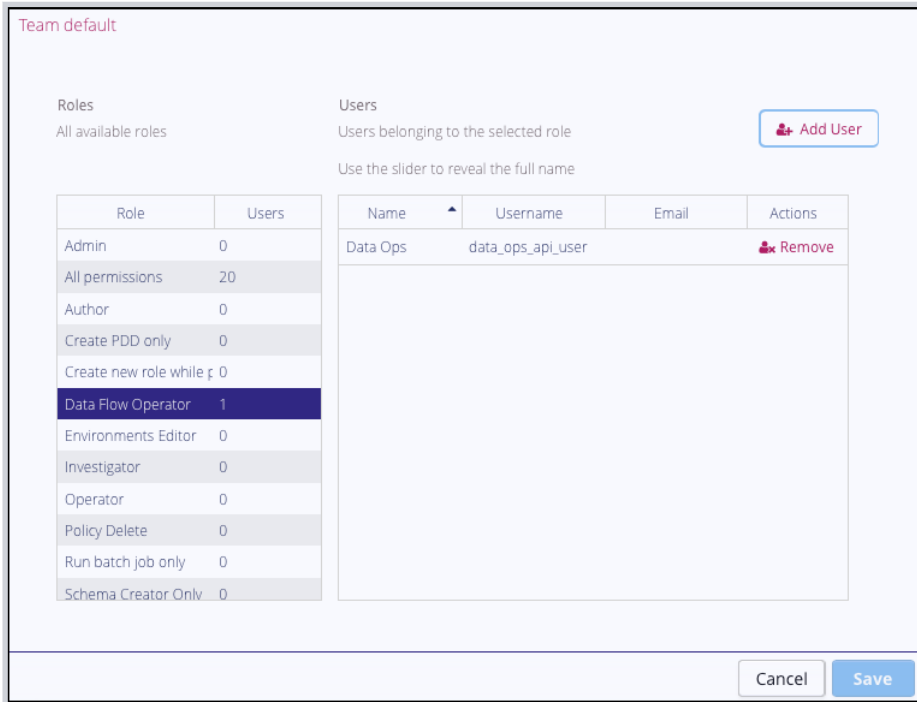 Team default
Roles
All available roles
Users
Users belonging to the selected role
Use the slider to reveal the full name
Add User
Role Users
Admin 0
All permissions 20
Author 0
Create PDD only 0
Create new role while 0
Data Flow Operator 1
Environments Editor 0
Investigator 0
Operator 0
Policy Delete 0
Run batch job only 0
Schema Creator Only 0
Name Username Email Actions
Data Ops data_ops_api_user Remove
Cancel Save